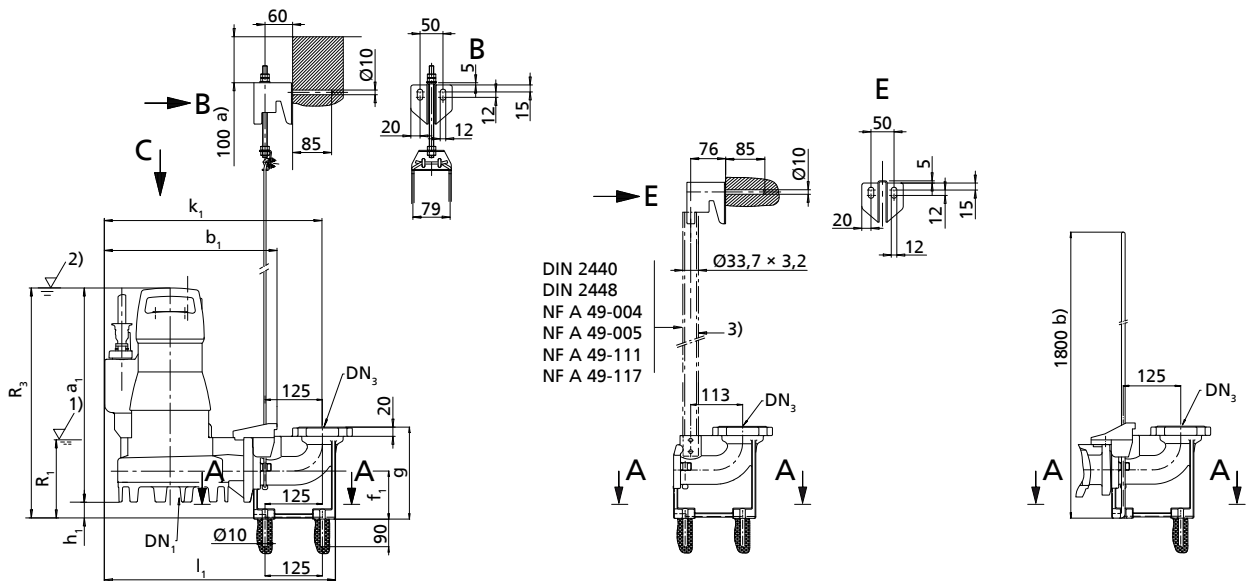 60
50
B
5
Ø10
100 a)
B
85
20
12
12
15
79
C
k₁
b₁
2)
R₃
a₁
1)
R₁
h₁
125
DN₃
20
A
A
125
f₁
g
DN₁
Ø10
90
125
l₁
76
85
Ø10
E
DIN 2440
DIN 2448
NF A 49-004
NF A 49-005
NF A 49-111
NF A 49-117
Ø33,7 × 3,2
3)
113
DN₃
A
A
E
50
5
20
12
12
15
1800 b)
125
DN₃
A
A